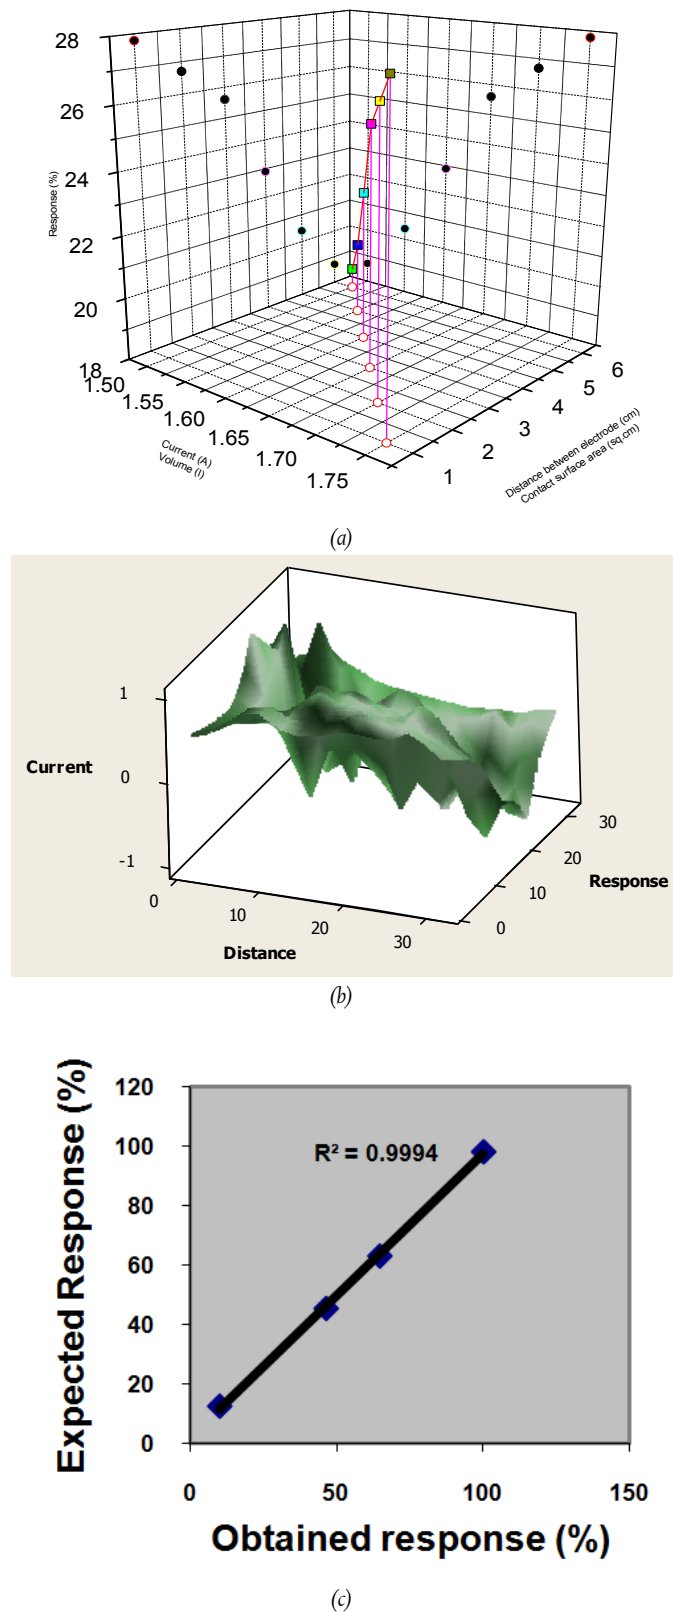 28
26
24
22
20
18
Response (%)
1.50
1.55
1.60
1.65
1.70
1.75
Current (A)
Volume (l)
1
2
3
4
5
6
Distance between electrode (cm)
Contact surface area (sq.cm)
(a)
1
0
-1
Current
0
10
20
30
Distance
0
10
20
30
Response
(b)
120
100
80
60
40
20
0
Expected Response (%)
R² = 0.9994
0
50
100
150
Obtained response (%)
(c)